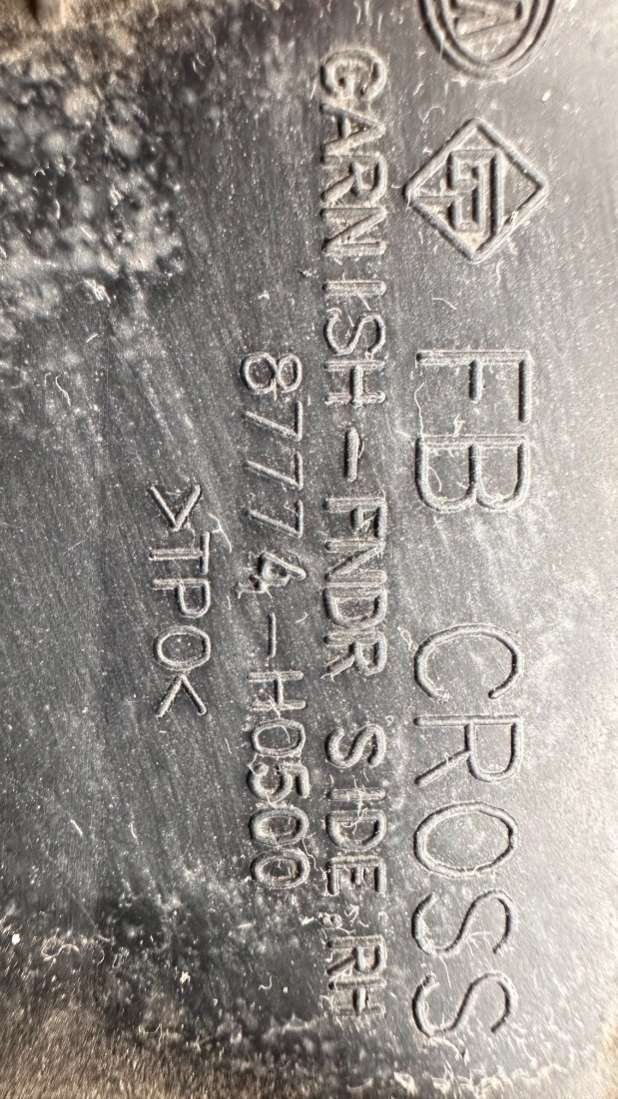 FB CROSS
GARNISH-FNDR SIDE RH
87774-H0500
>TPO<